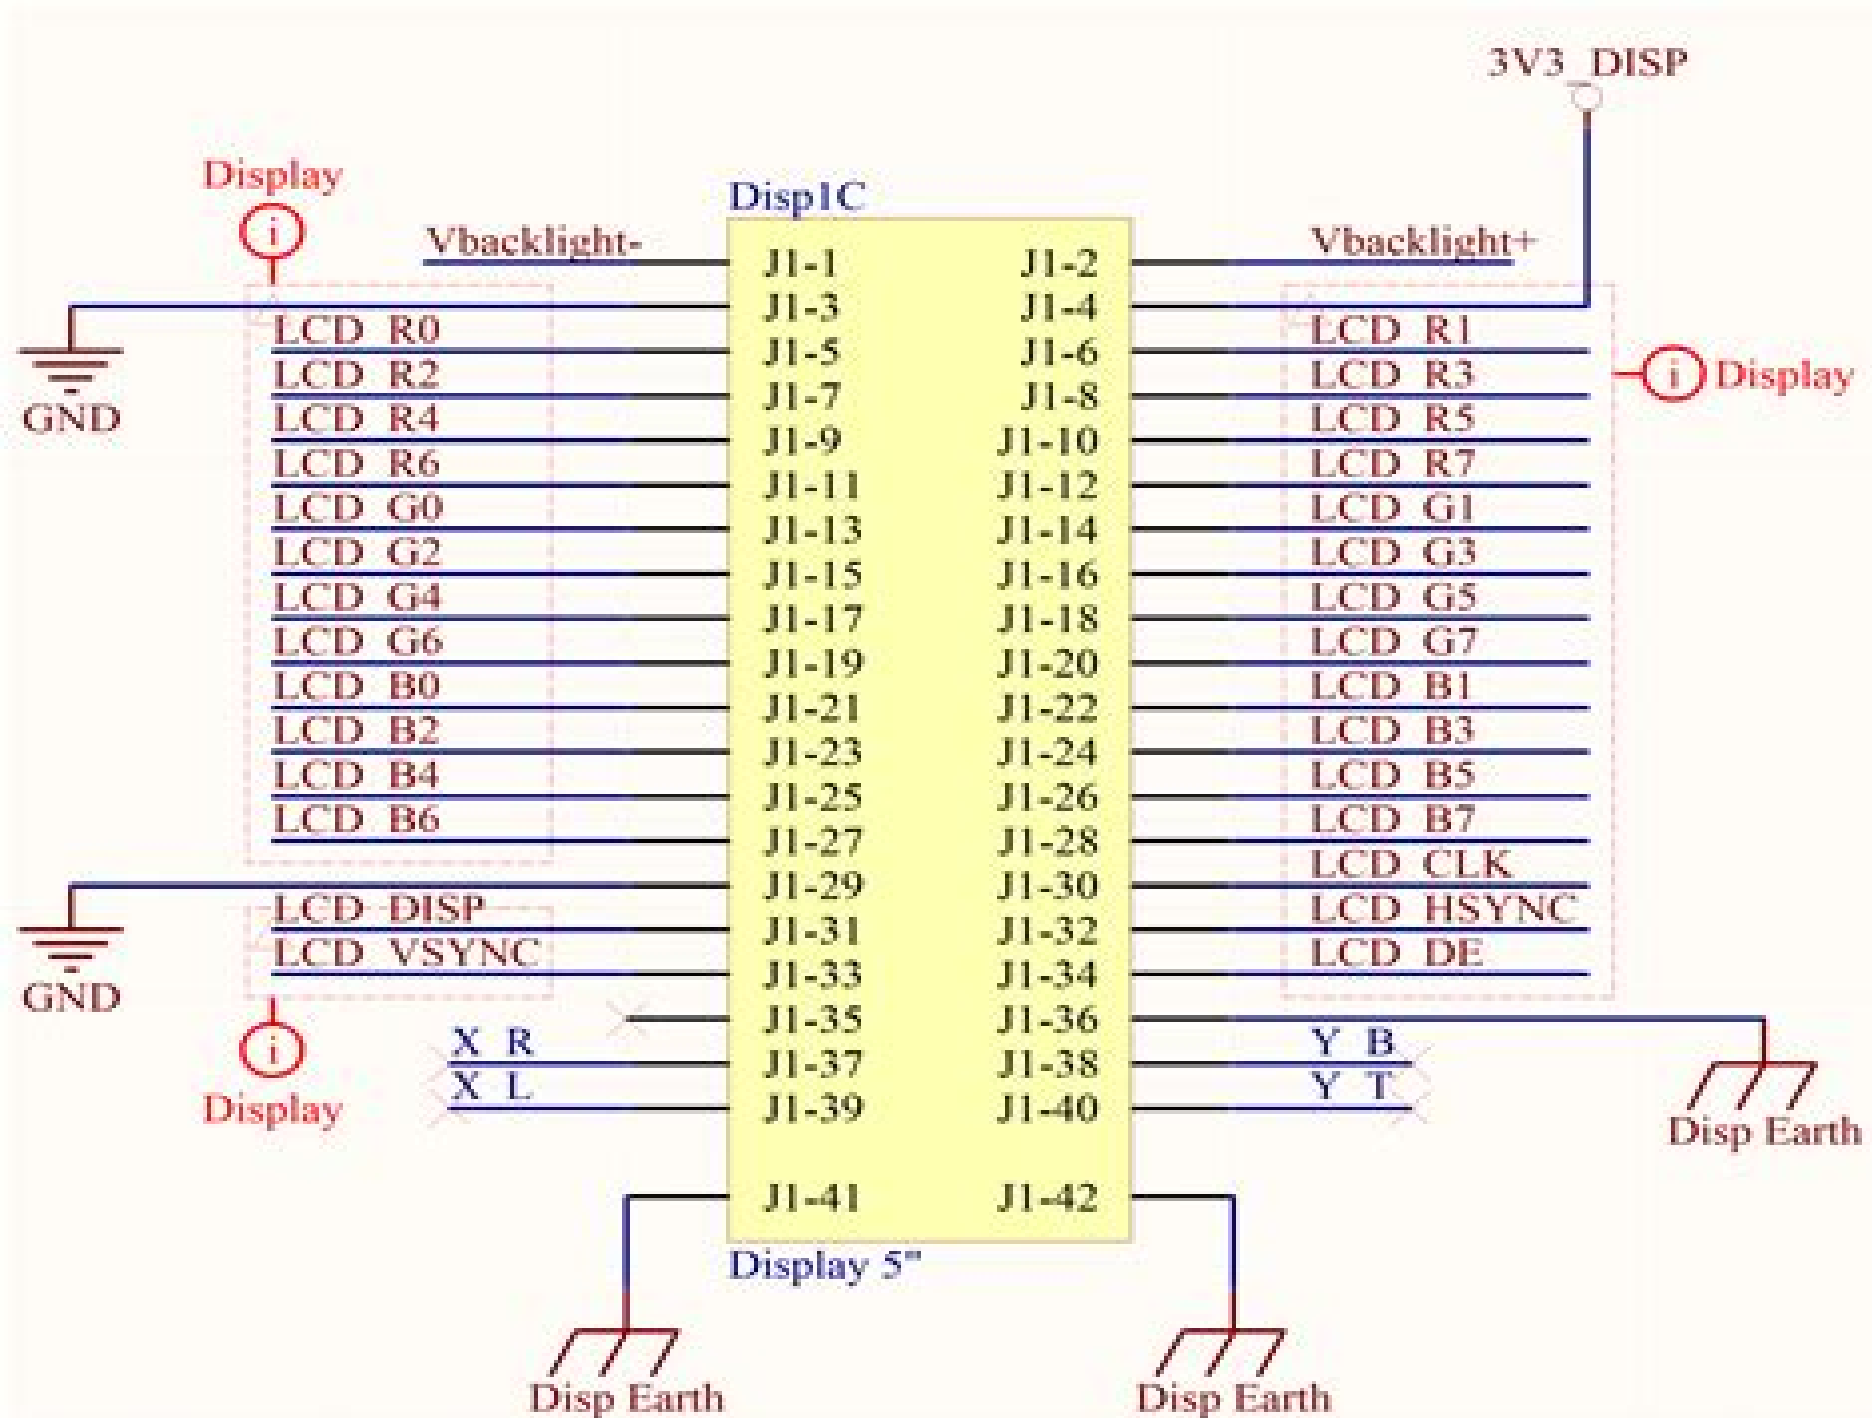 3V3_DISP
Display
i
Disp1C
Vbacklight- J1-1 J1-2 Vbacklight+
J1-3 J1-4
LCD_R0 J1-5 J1-6 LCD_R1
LCD_R2 J1-7 J1-8 LCD_R3
i Display
GND
LCD_R4 J1-9 J1-10 LCD_R5
LCD_R6 J1-11 J1-12 LCD_R7
LCD_G0 J1-13 J1-14 LCD_G1
LCD_G2 J1-15 J1-16 LCD_G3
LCD_G4 J1-17 J1-18 LCD_G5
LCD_G6 J1-19 J1-20 LCD_G7
LCD_B0 J1-21 J1-22 LCD_B1
LCD_B2 J1-23 J1-24 LCD_B3
LCD_B4 J1-25 J1-26 LCD_B5
LCD_B6 J1-27 J1-28 LCD_B7
J1-29 J1-30 LCD_CLK
LCD_DISP J1-31 J1-32 LCD_HSYNC
LCD_VSYNC J1-33 J1-34 LCD_DE
GND
J1-35 J1-36
X_R J1-37 J1-38 Y_B
X_L J1-39 J1-40 Y_T
i
Display
Disp Earth
J1-41 J1-42
Display 5"
Disp Earth
Disp Earth